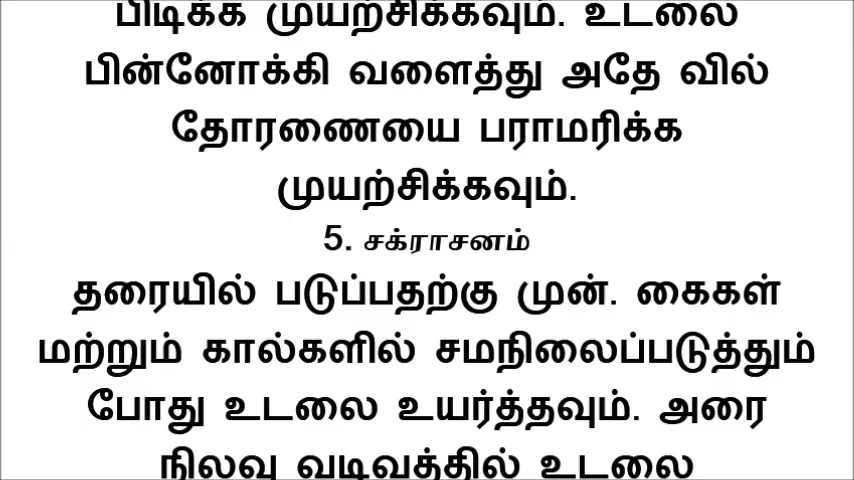 பிடிக்க முயற்சிக்கவும். உடலை
பின்னோக்கி வளைத்து அதே வில்
தோரணையை பராமரிக்க
முயற்சிக்கவும்.
5. சக்ராசனம்
தரையில் படுப்பதற்கு முன். கைகள்
மற்றும் கால்களில் சமநிலைப்படுத்தும்
போது உடலை உயர்த்தவும். அரை
நிலவு வடிவத்தில் உடலை